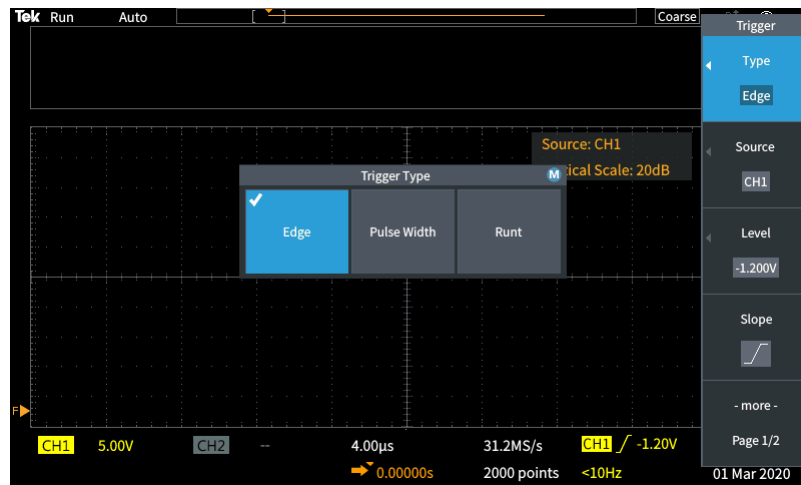 Tek Run Auto [ ] Coarse
Trigger
Type
Edge
Source: CH1
ical Scale: 20dB
Source
CH1
Trigger Type M
Edge Pulse Width Runt
Level
-1.200V
Slope
- more -
Page 1/2
F
CH1 5.00V CH2 -- 4.00µs 31.2MS/s CH1 -1.20V
0.00000s 2000 points <10Hz 01 Mar 2020